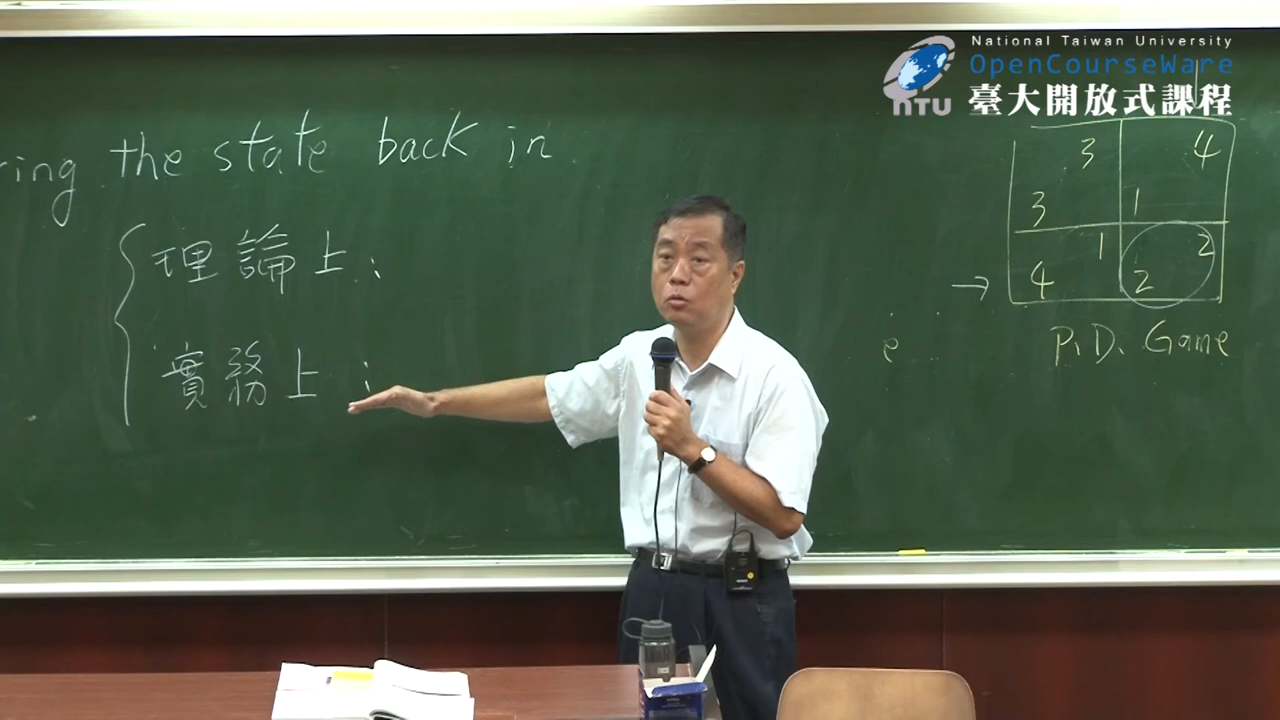 National Taiwan University
OpenCourseWare
臺大開放式課程
NTU
ring the state back in
理論上:
實務上:
3 4
3 1
1 2
4 2
→
e...
P.D. Game